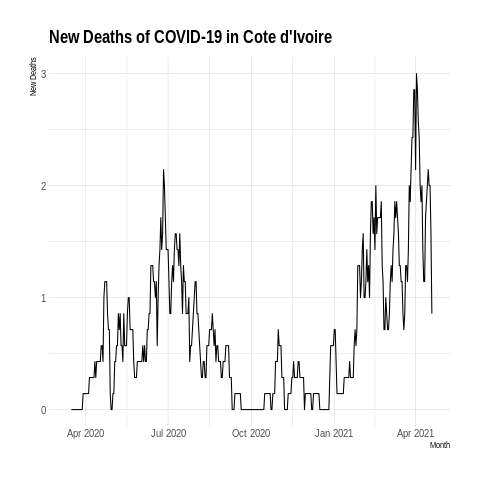 New Deaths of COVID-19 in Cote d'Ivoire
New Deaths
3
2
1
0
Apr 2020 Jul 2020 Oct 2020 Jan 2021 Apr 2021
Month